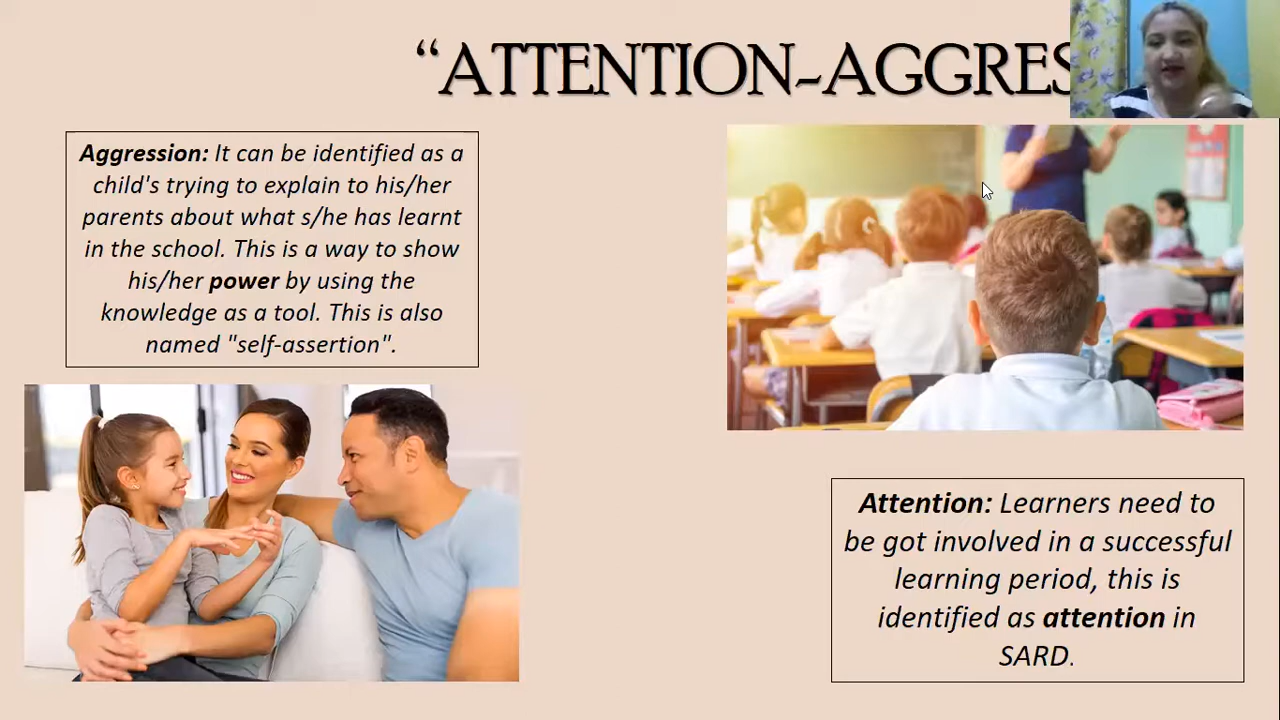 “ATTENTION-AGGRES
Aggression: It can be identified as a
child's trying to explain to his/her
parents about what s/he has learnt
in the school. This is a way to show
his/her power by using the
knowledge as a tool. This is also
named "self-assertion".
Attention: Learners need to
be got involved in a successful
learning period, this is
identified as attention in
SARD.